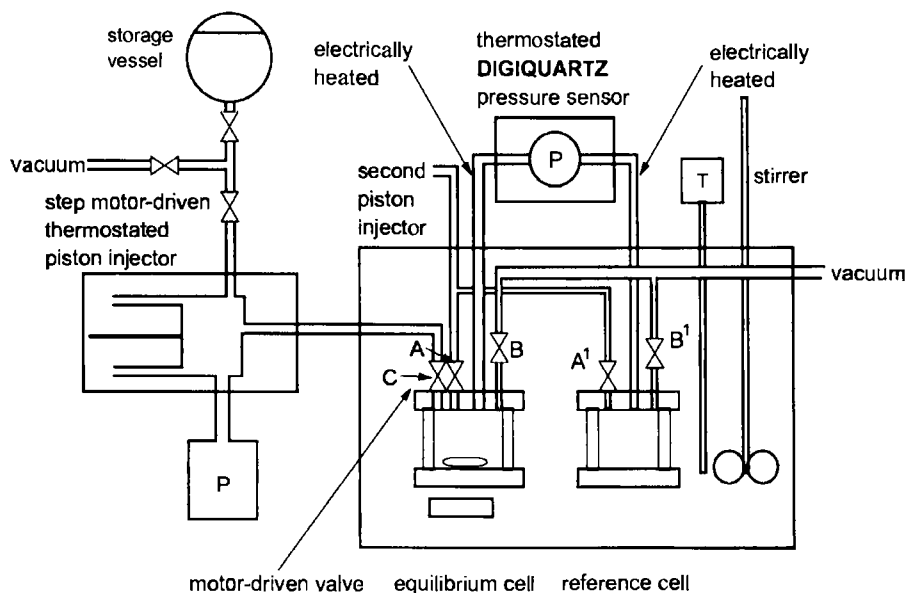 storage
vessel
electrically
heated
thermostated
DIGIQUARTZ
pressure sensor
electrically
heated
P
vacuum
second
piston
injector
T
stirrer
step motor-driven
thermostated
piston injector
vacuum
A
B
A¹
B¹
C
P
motor-driven valve
equilibrium cell
reference cell